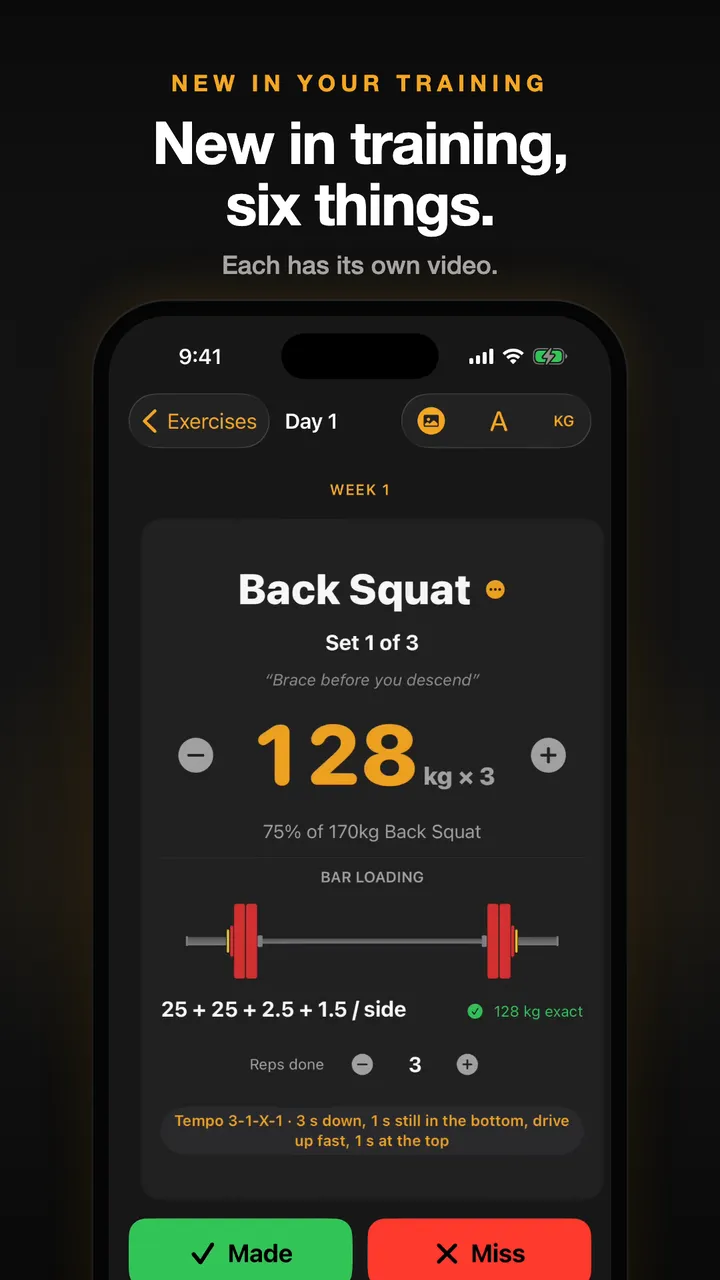 NEW IN YOUR TRAINING
New in training,
six things.
Each has its own video.
9:41
Exercises
Day 1
A
KG
WEEK 1
Back Squat
Set 1 of 3
“Brace before you descend”
128 kg × 3
75% of 170kg Back Squat
BAR LOADING
25 + 25 + 2.5 + 1.5 / side
128 kg exact
Reps done
3
Tempo 3-1-X-1 · 3 s down, 1 s still in the bottom, drive
up fast, 1 s at the top
Made
Miss